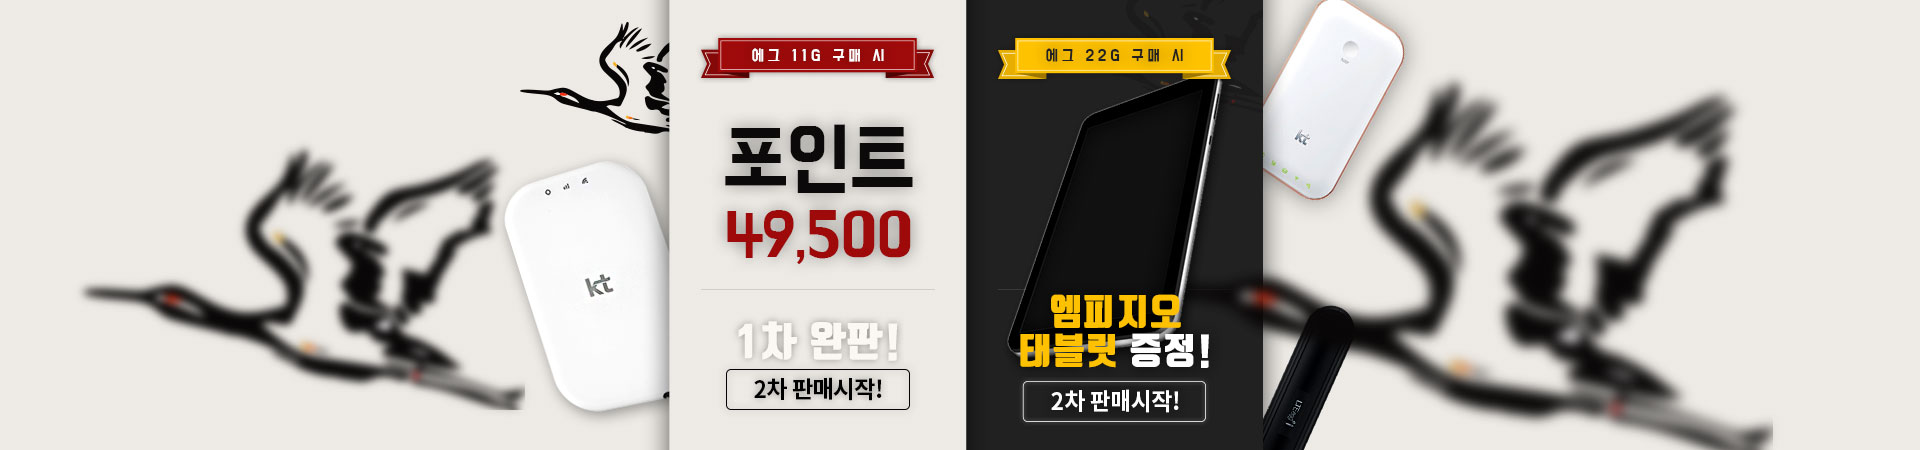 에그 11G 구매 시
포인트
49,500
1차 완판!
2차 판매시작!
에그 22G 구매 시
엠피지오
태블릿 증정!
2차 판매시작!
kt
kt